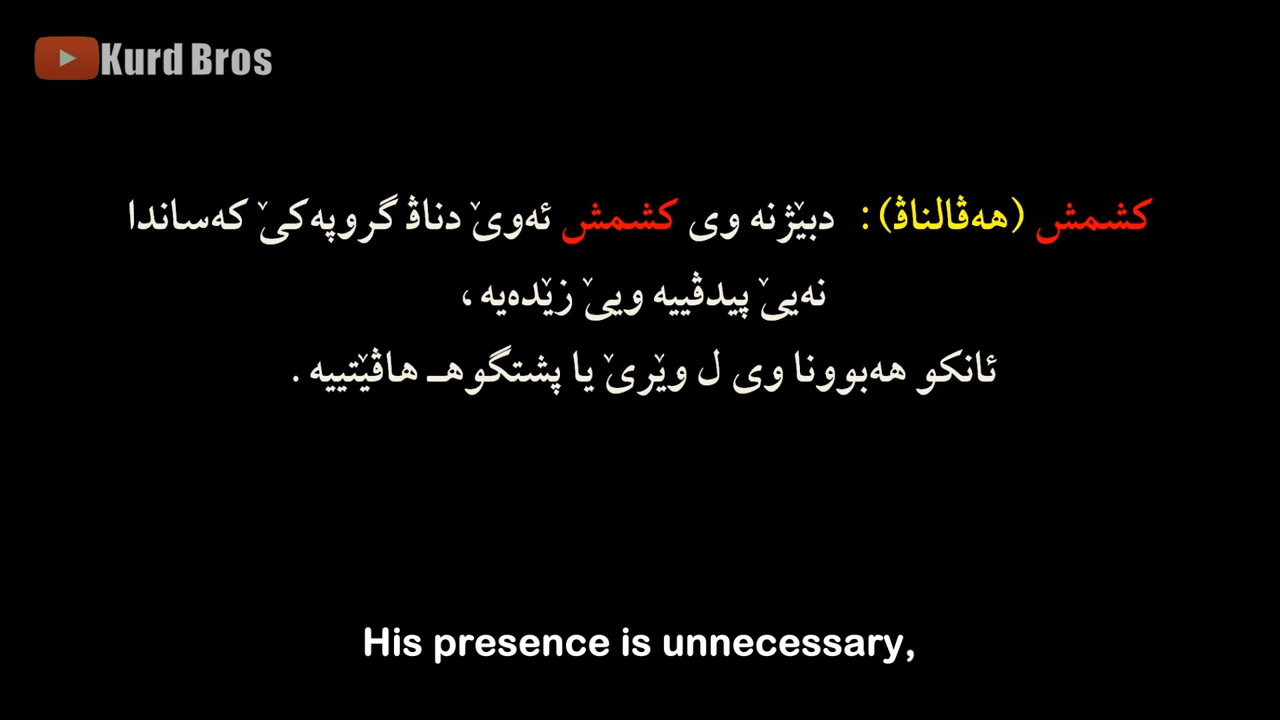 Kurd Bros
کشمش (هەڤالناڤ): دبێژنە وی کشمش ئەوێ دناڤ گروپەکێ کەساندا
نەیێ پیدڤییە ویێ زێدەیە ،
ئانکو هەبوونا وی ل وێرێ یا پشتگوهـ هاڤێتییە .
His presence is unnecessary,